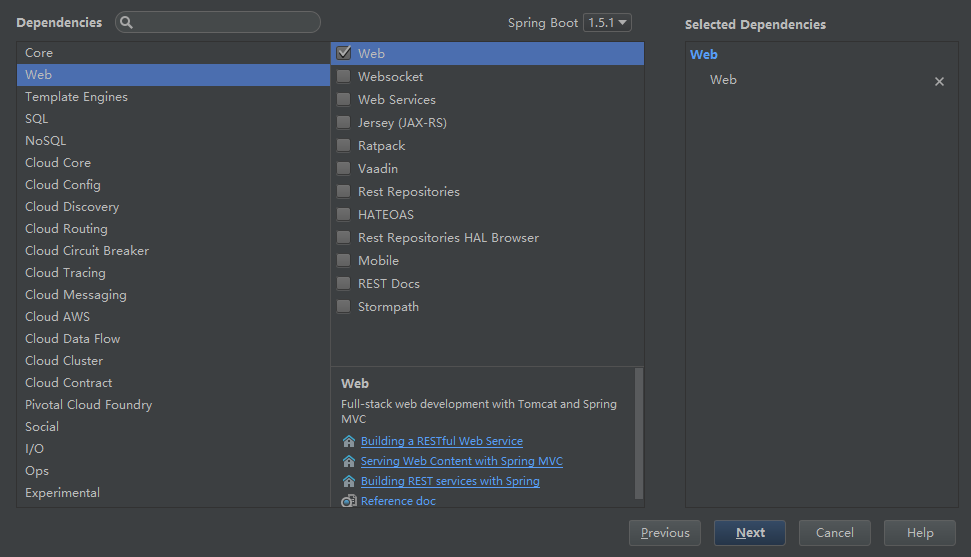 Dependencies
Spring Boot 1.5.1
Selected Dependencies
Core
Web
Template Engines
SQL
NoSQL
Cloud Core
Cloud Config
Cloud Discovery
Cloud Routing
Cloud Circuit Breaker
Cloud Tracing
Cloud Messaging
Cloud AWS
Cloud Data Flow
Cloud Cluster
Cloud Contract
Pivotal Cloud Foundry
Social
I/O
Ops
Experimental
Web
Websocket
Web Services
Jersey (JAX-RS)
Ratpack
Vaadin
Rest Repositories
HATEOAS
Rest Repositories HAL Browser
Mobile
REST Docs
Stormpath
Web
Full-stack web development with Tomcat and Spring
MVC
Building a RESTful Web Service
Serving Web Content with Spring MVC
Building REST services with Spring
Reference doc
Web
Web
Previous
Next
Cancel
Help